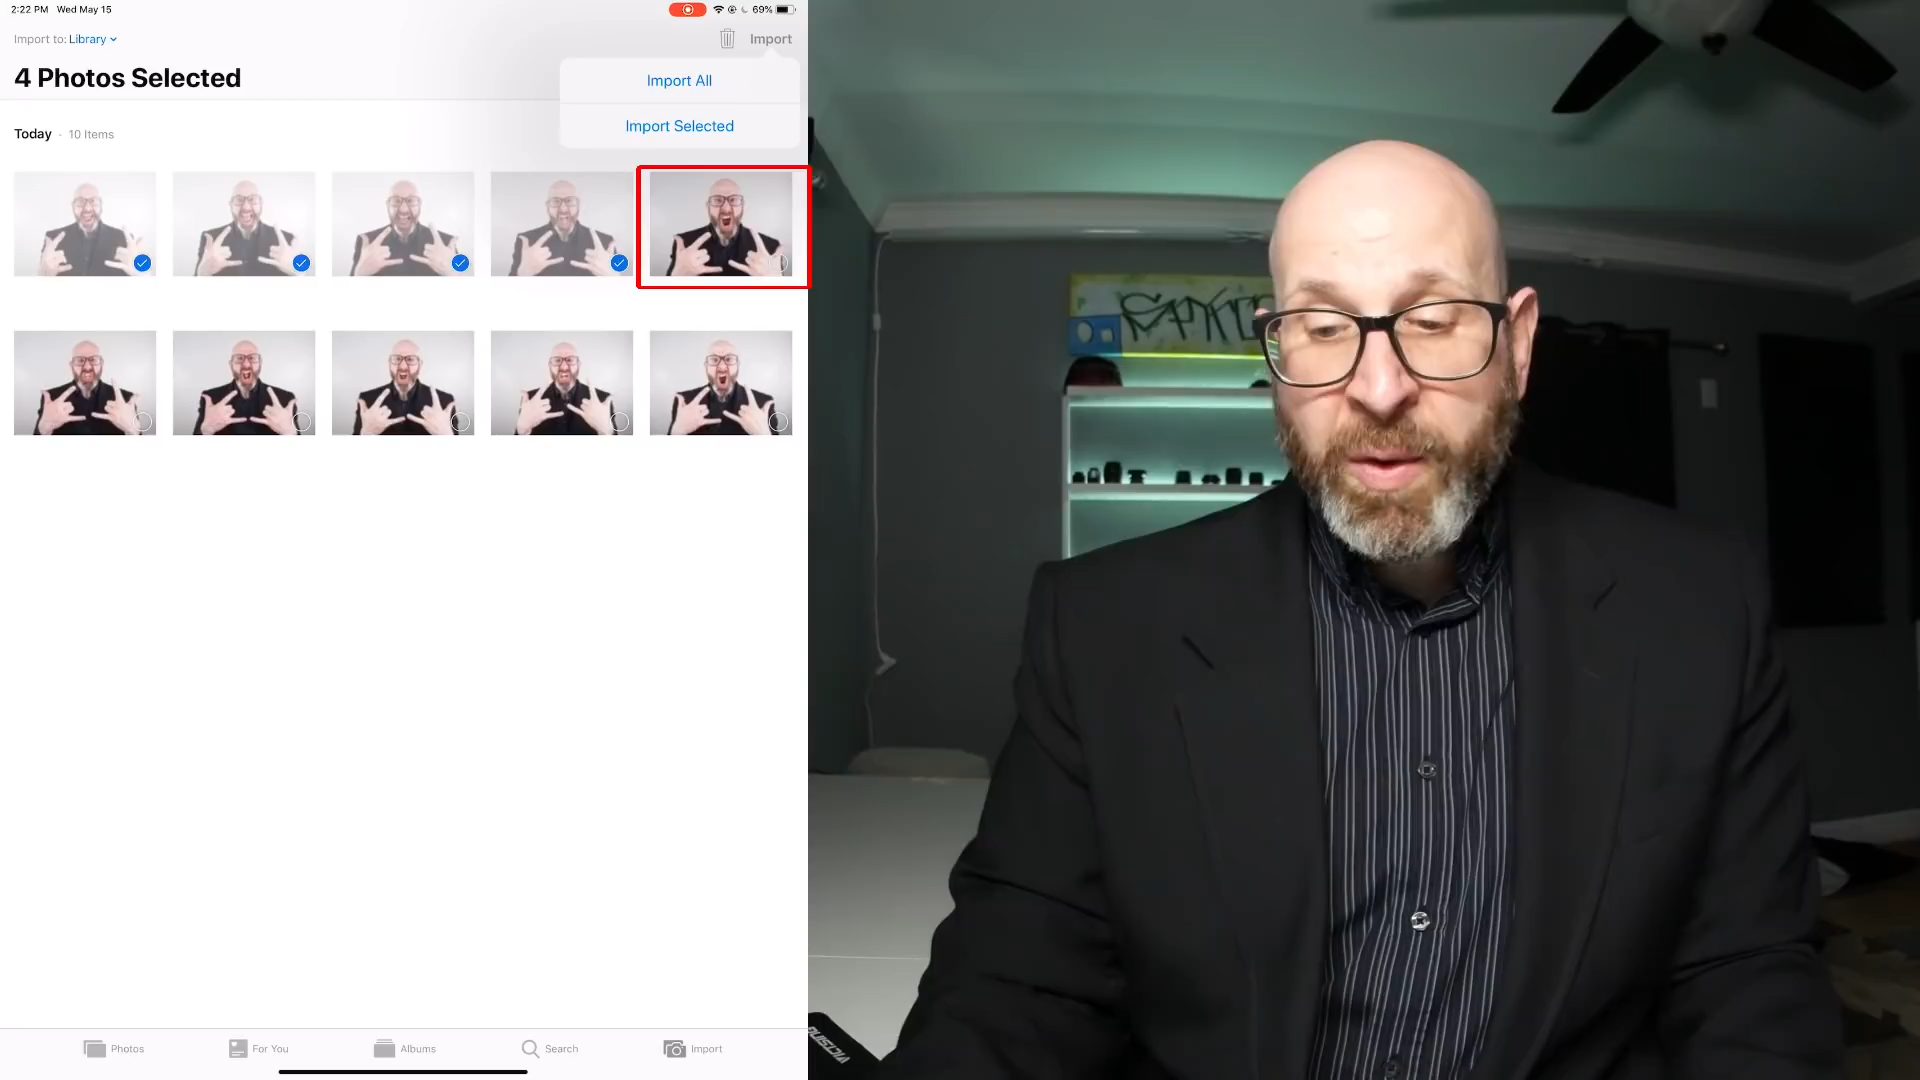 2:22 PM Wed May 15
69%
Import to: Library
Import
4 Photos Selected
Import All
Import Selected
Today · 10 Items
Photos
For You
Albums
Search
Import